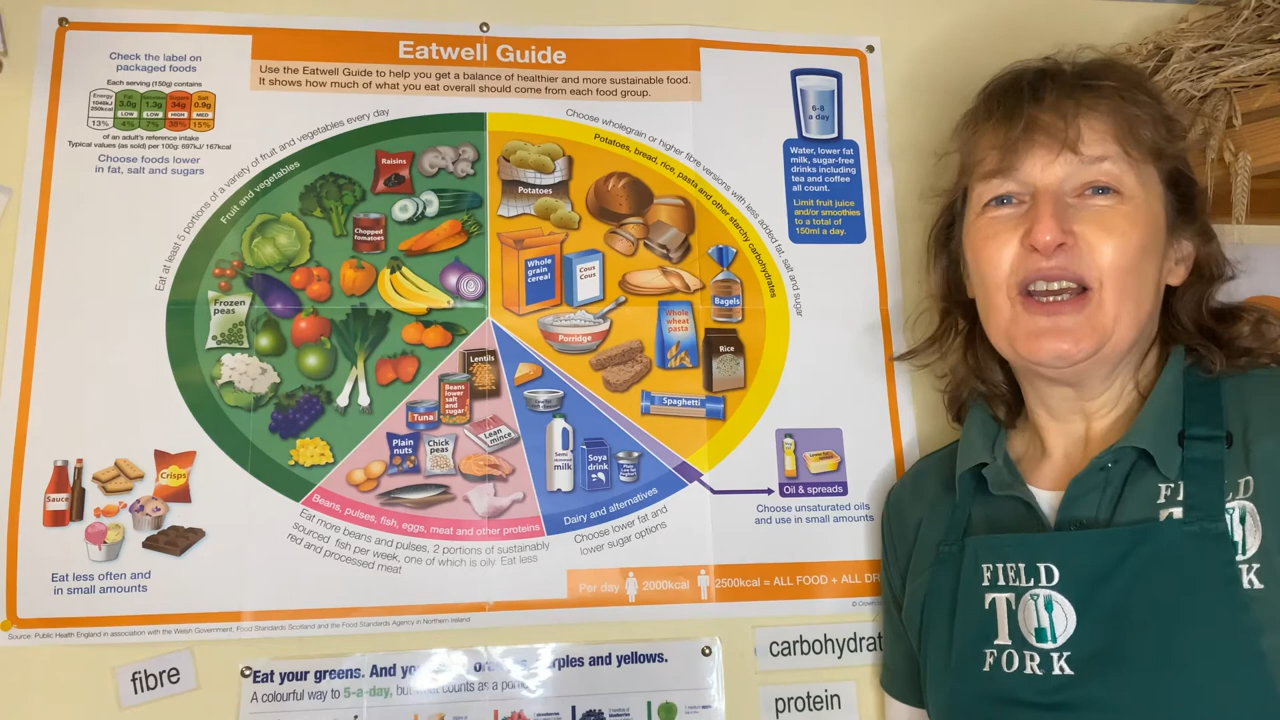 Eatwell Guide
Use the Eatwell Guide to help you get a balance of healthier and more sustainable food.
It shows how much of what you eat overall should come from each food group.
Check the label on
packaged foods
Each serving (150g) contains
Energy
1046kJ
250kcal
13%
Fat
3.0g
LOW
4%
1.3g
LOW
7%
Sugars
34g
HIGH
38%
Salt
0.9g
MED
15%
of an adult's reference intake
Typical values (as sold) per 100g: 697kJ/ 167kcal
Choose foods lower
in fat, salt and sugars
Eat at least 5 portions of a variety of fruit and vegetables every day
Fruit and vegetables
Raisins
Chopped
tomatoes
Frozen
peas
Choose wholegrain or higher fibre versions with less added fat, salt and sugar
Potatoes, bread, rice, pasta and other starchy carbohydrates
Potatoes
Whole
grain
cereal
Cous
Cous
Bagels
Porridge
Whole
wheat
pasta
Rice
Spaghetti
6-8
a day
Water, lower fat
milk, sugar-free
drinks including
tea and coffee
all count.
Limit fruit juice
and/or smoothies
to a total of
150ml a day.
Lentils
Beans
lower
salt
and
sugar
Tuna
Plain
nuts
Chick
peas
Lean
mince
Beans, pulses, fish, eggs, meat and other proteins
Eat more beans and pulses, 2 portions of sustainably
sourced fish per week, one of which is oily. Eat less
red and processed meat
Semi
skimmed
milk
Soya
drink
Plain
Low fat
yoghurt
Dairy and alternatives
Choose lower fat and
lower sugar options
Oil & spreads
Choose unsaturated oils
and use in small amounts
Sauce
Crisps
Eat less often and
in small amounts
Per day 2000kcal 2500kcal = ALL FOOD + ALL DR
Source: Public Health England in association with the Welsh Government, Food Standards Scotland and the Food Standards Agency in Northern Ireland
fibre
carbohydrat
protein
"Eat your greens. And purples and yellows.
A colourful way to 5-a-day, but counts as a
FIELD
TO
FORK